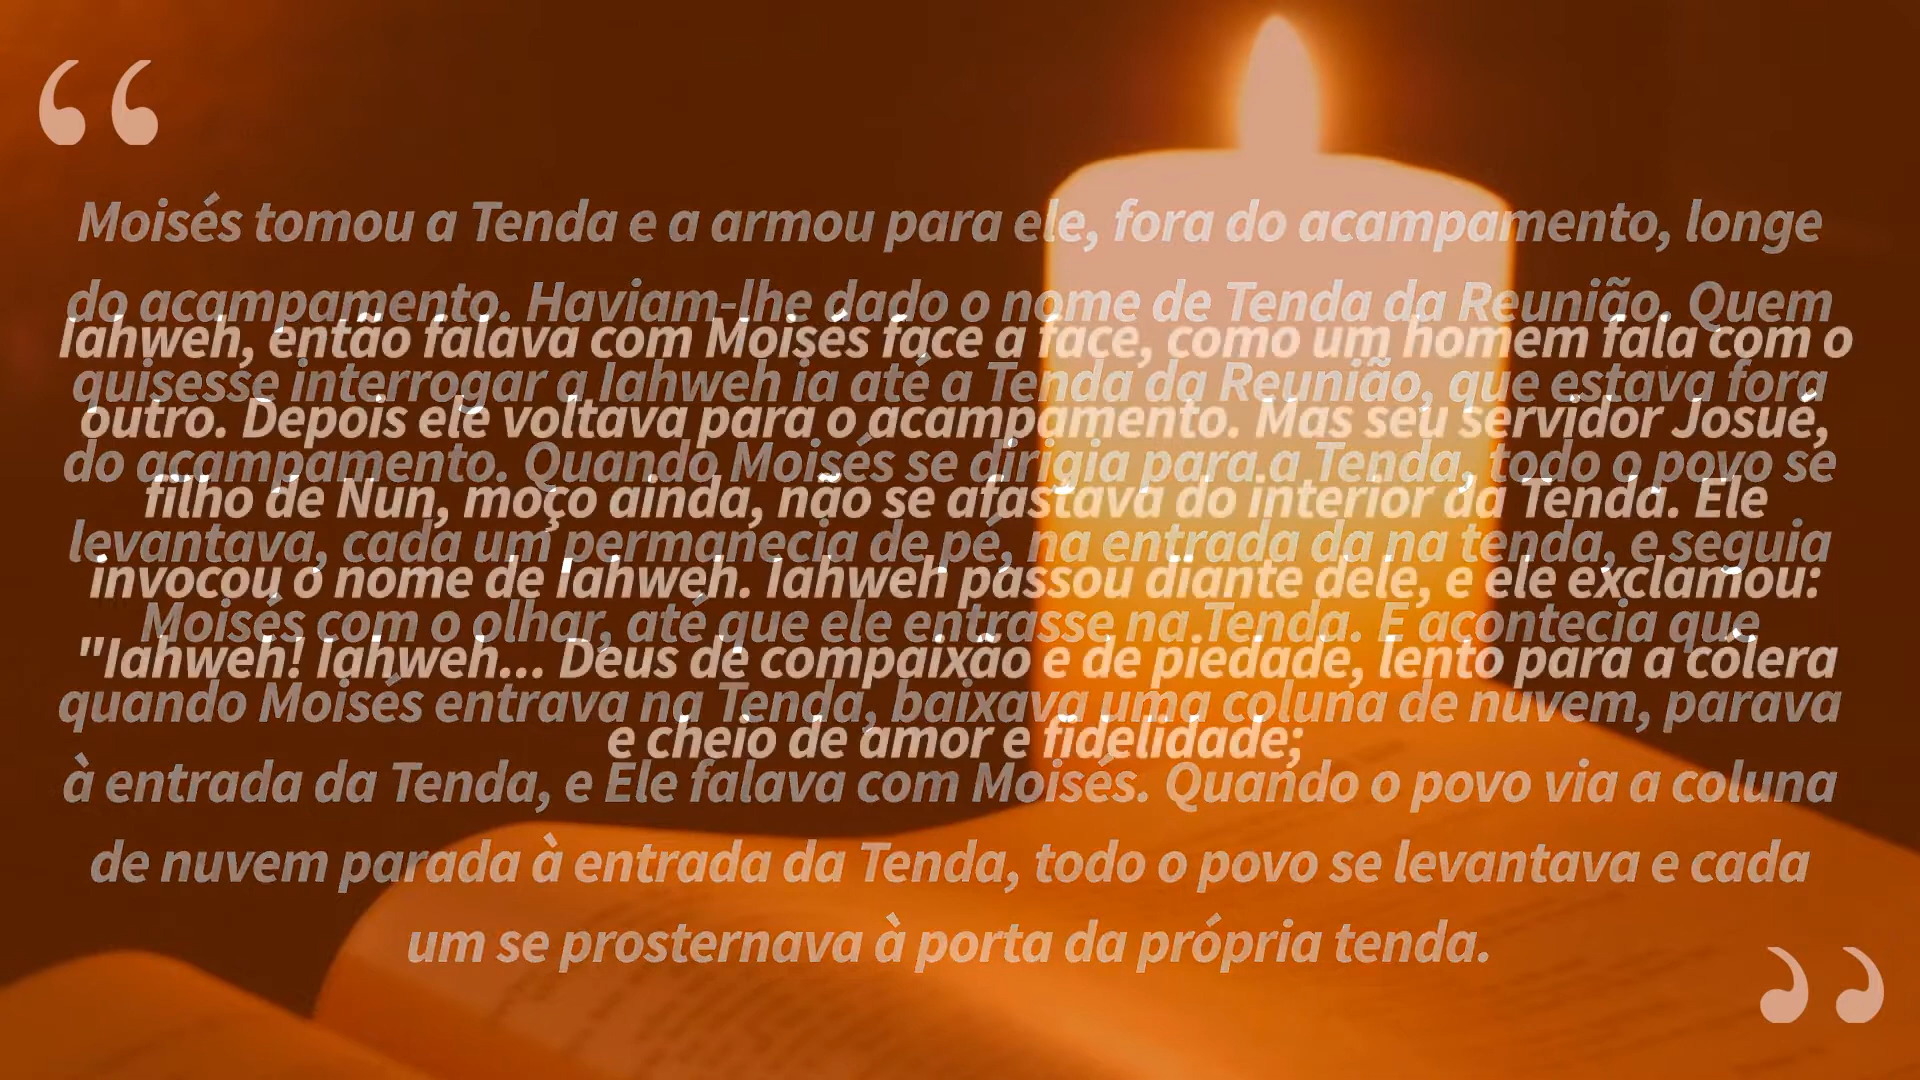 Moisés tomou a Tenda e a armou para ele, fora do acampamento, longe
do acampamento. Haviam-lhe dado o nome de Tenda da Reunião. Quem
quisesse interrogar a Iahweh ia até a Tenda da Reunião, que estava fora
do acampamento. Quando Moisés se dirigia para a Tenda, todo o povo se
levantava, cada um permanecia de pé, na entrada da na tenda, e seguia
Moisés com o olhar, até que ele entrasse na Tenda. E acontecia que
quando Moisés entrava na Tenda, baixava uma coluna de nuvem, parava
à entrada da Tenda, e Ele falava com Moisés. Quando o povo via a coluna
de nuvem parada à entrada da Tenda, todo o povo se levantava e cada
um se prosternava à porta da própria tenda.
Iahweh, então falava com Moisés face a face, como um homem fala com o
outro. Depois ele voltava para o acampamento. Mas seu servidor Josué,
filho de Nun, moço ainda, não se afastava do interior da Tenda. Ele
invocou o nome de Iahweh. Iahweh passou diante dele, e ele exclamou:
"Iahweh! Iahweh... Deus de compaixão e de piedade, lento para a cólera
e cheio de amor e fidelidade;